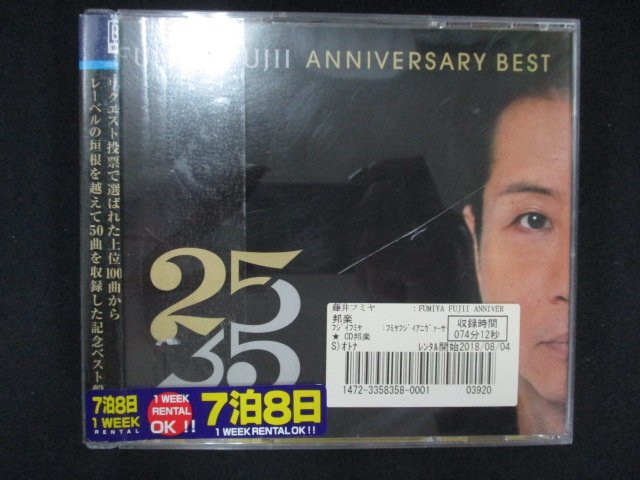 FUJII ANNIVERSARY BEST
リクエスト投票で選ばれた上位100曲から
レーベルの垣根を越えて50曲を収録した記念ベスト盤
25
35
藤井フミヤ : FUMIYA FUJII ANNIVER
邦楽
フジイフミヤ :フミヤフジイアニヴァーサ
★ CD邦楽
S)オトナ レンタル開始2018/08/04
収録時間
074分12秒
1472-3358358-0001 03920
7泊8日
1 WEEK
RENTAL
1 WEEK
RENTAL
OK!!
7泊8日
1 WEEK RENTAL OK!!